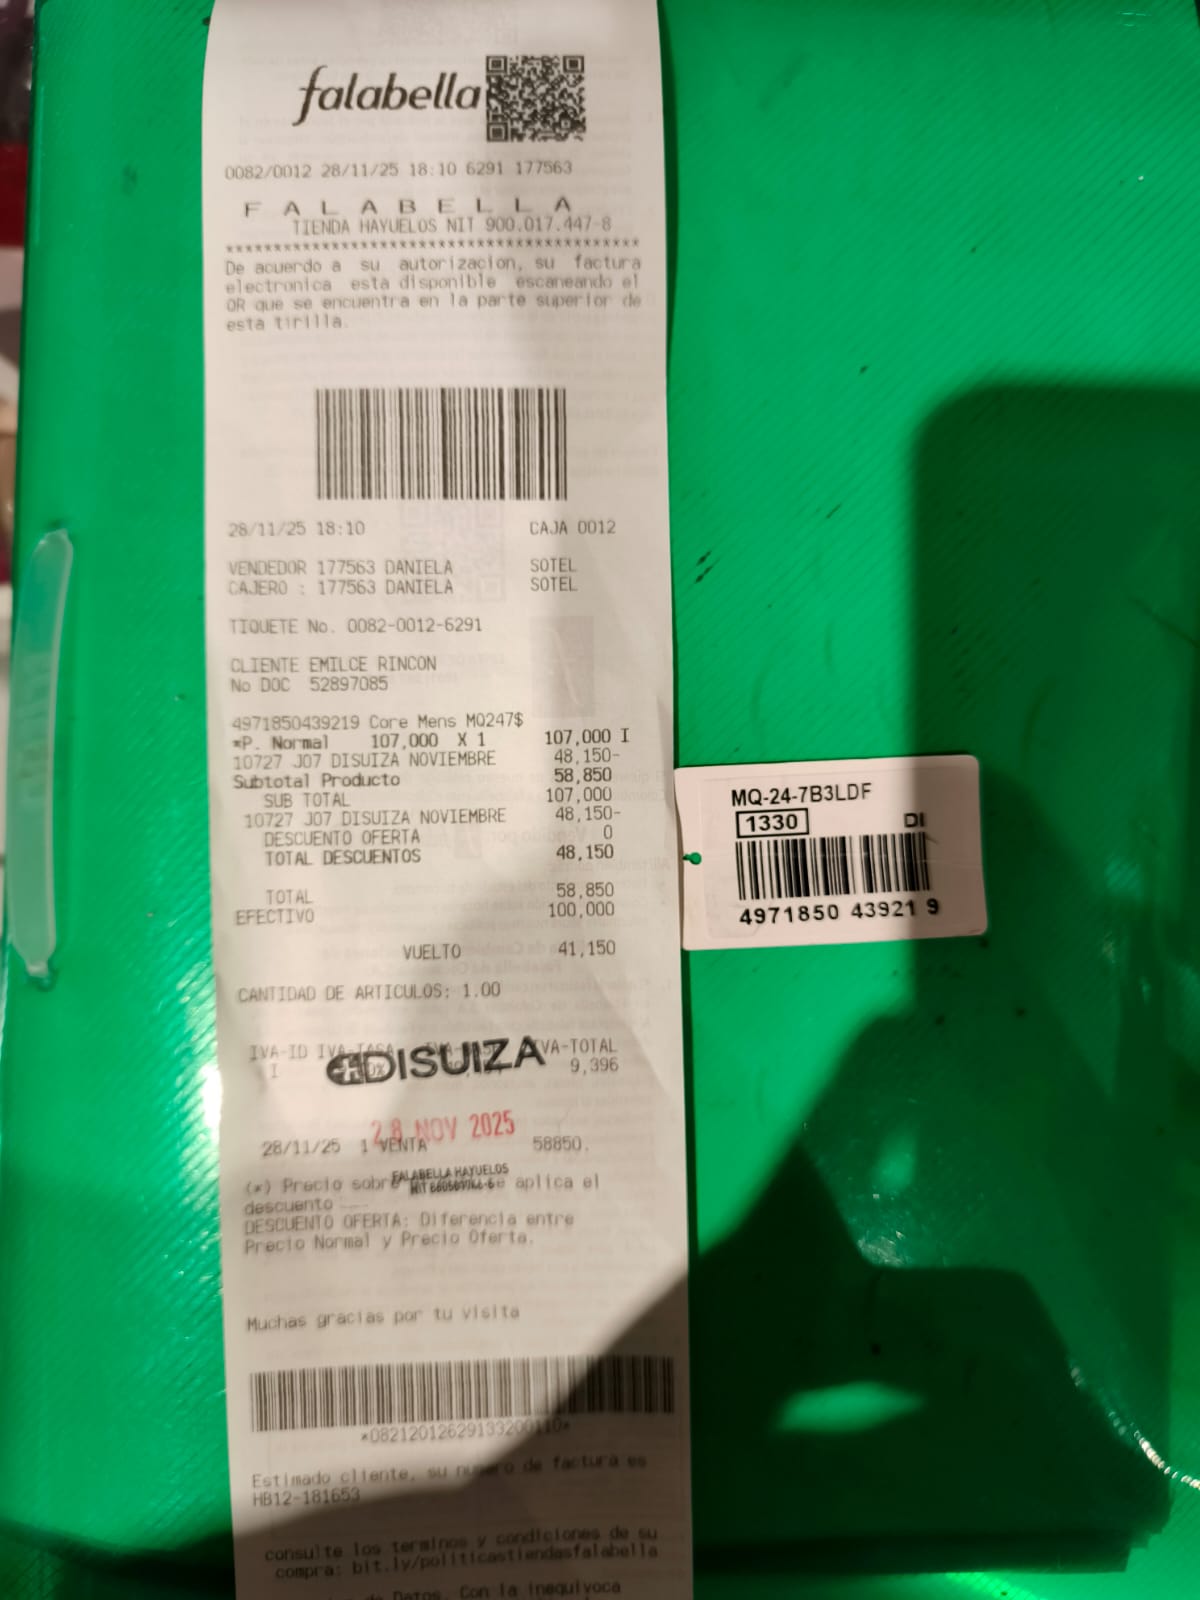 falabella
0082/0012 28/11/25 18:10 6291 177563
F A L A B E L L A
TIENDA HAYUELOS NIT 900.017.447-8
******************************************
De acuerdo a su autorizacion, su factura
electronica esta disponible escaneando el
QR que se encuentra en la parte superior de
esta tirilla.
28/11/25 18:10 CAJA 0012
VENDEDOR 177563 DANIELA SOTEL
CAJERO : 177563 DANIELA SOTEL
TIQUETE No. 0082-0012-6291
CLIENTE EMILCE RINCON
No DOC 52897085
4971850439219 Core Mens MQ247$
*P. Normal 107,000 X 1 107,000 I
10727 J07 DISUIZA NOVIEMBRE 48,150-
Subtotal Producto 58,850
SUB TOTAL 107,000
10727 J07 DISUIZA NOVIEMBRE 48,150-
DESCUENTO OFERTA 0
TOTAL DESCUENTOS 48,150
TOTAL 58,850
EFECTIVO 100,000
VUELTO 41,150
CANTIDAD DE ARTICULOS: 1.00
IVA-ID IVA-TASA IVA-TOTAL
I 9,396
DISUIZA
28 NOV 2025
28/11/25 1 VENTA 58850.
FALABELLA HAYUELOS
(*) Precio sobre aplica el
descuento
DESCUENTO OFERTA: Diferencia entre
Precio Normal y Precio Oferta.
Muchas gracias por tu visita
Estimado cliente, su numero de factura es
HB12-181653
consulte los terminos y condiciones de su
compra: bit.ly/politicastiendasfalabella
de Datos. Con la inequivoca
MQ-24-7B3LDF
1330 DI
4971850 43921 9